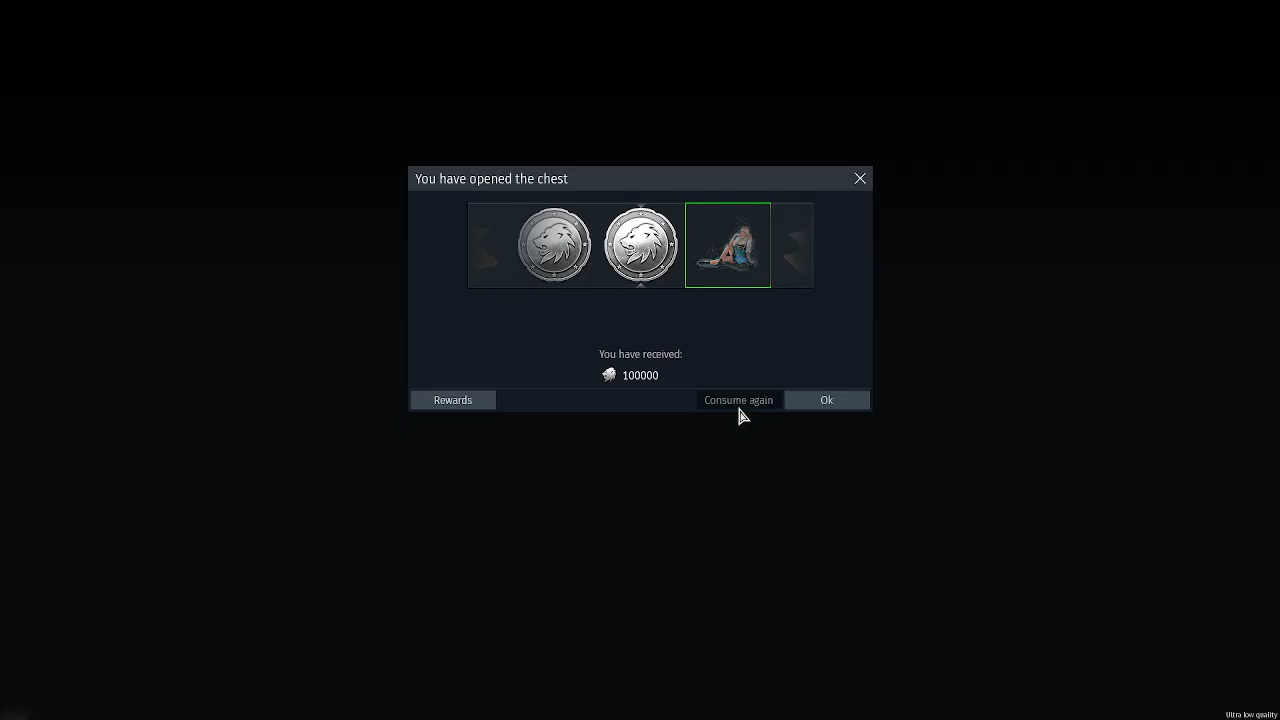 You have opened the chest
You have received:
100000
Rewards
Consume again
Ok
Ultra low quality